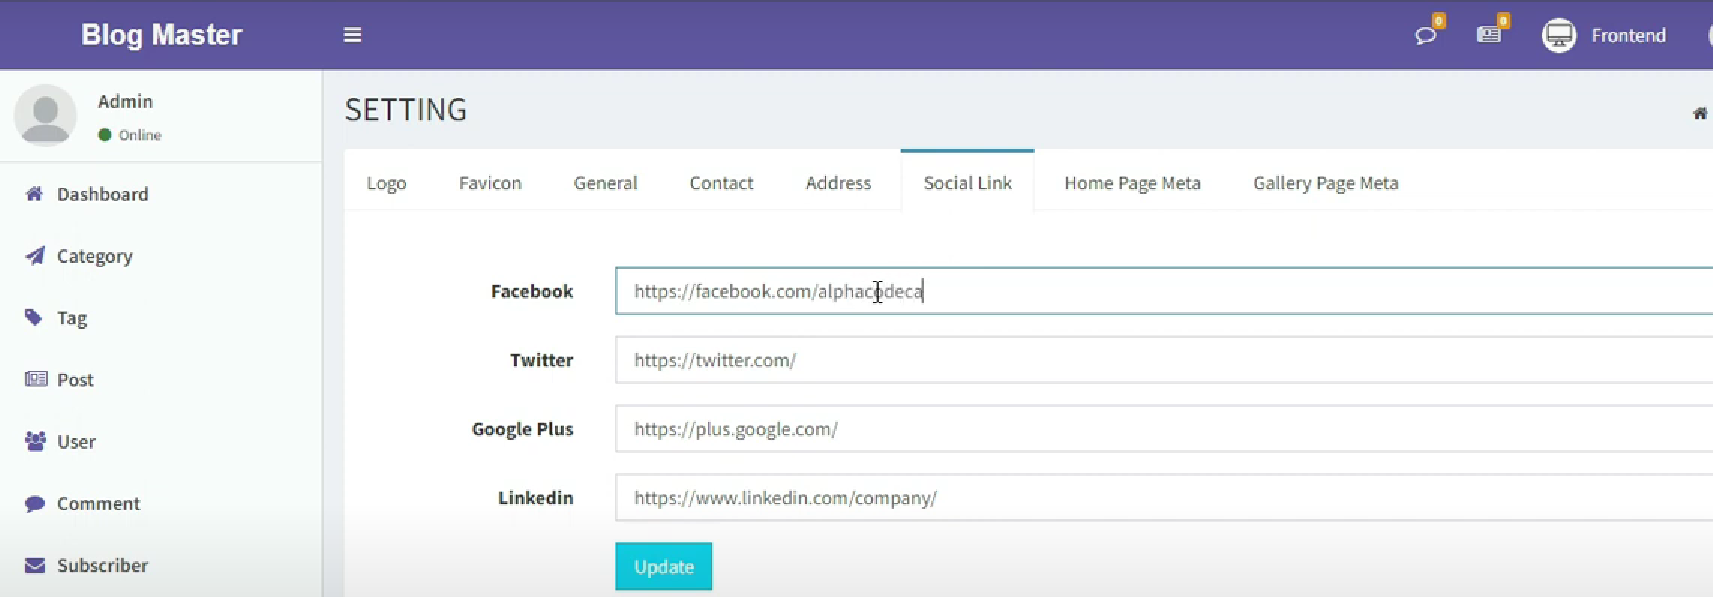 Blog Master
0
0
Frontend
Admin
Online
Dashboard
Category
Tag
Post
User
Comment
Subscriber
SETTING
Logo Favicon General Contact Address Social Link Home Page Meta Gallery Page Meta
Facebook https://facebook.com/alphacodeca
Twitter https://twitter.com/
Google Plus https://plus.google.com/
Linkedin https://www.linkedin.com/company/
Update